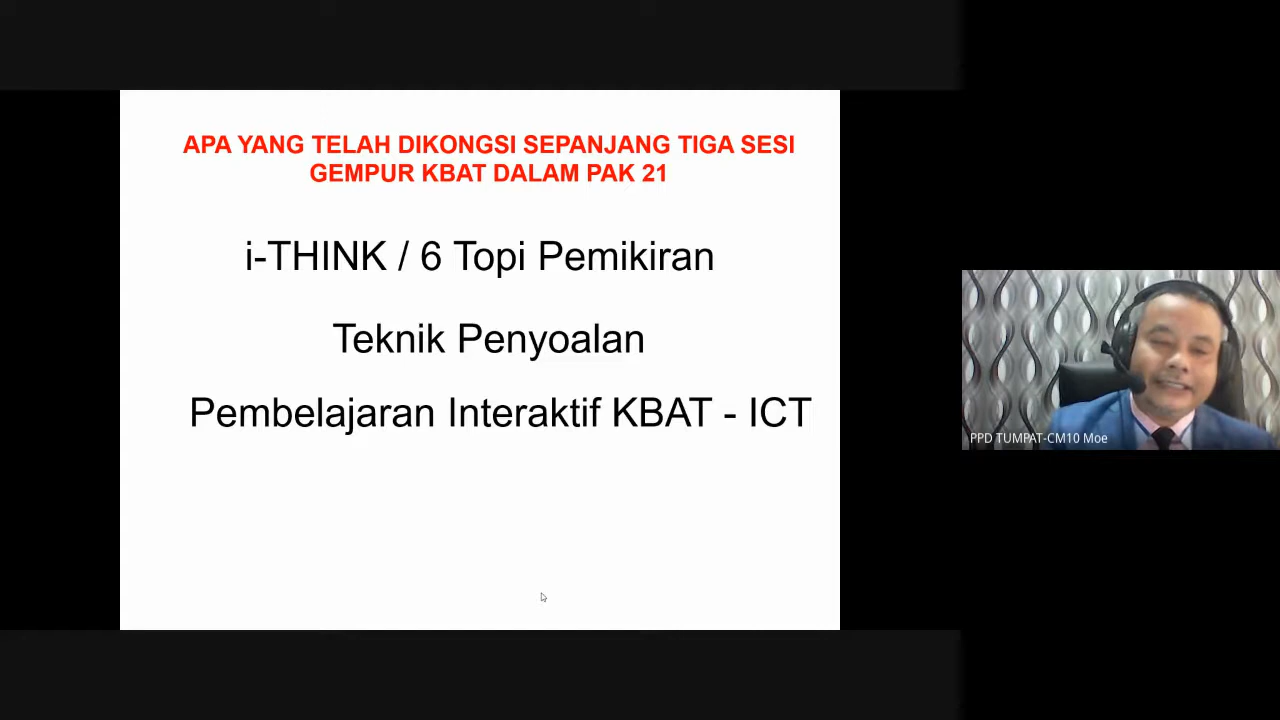 APA YANG TELAH DIKONGSI SEPANJANG TIGA SESI
GEMPUR KBAT DALAM PAK 21
i-THINK / 6 Topi Pemikiran
Teknik Penyoalan
Pembelajaran Interaktif KBAT - ICT
PPD TUMPAT-CM10 Moe